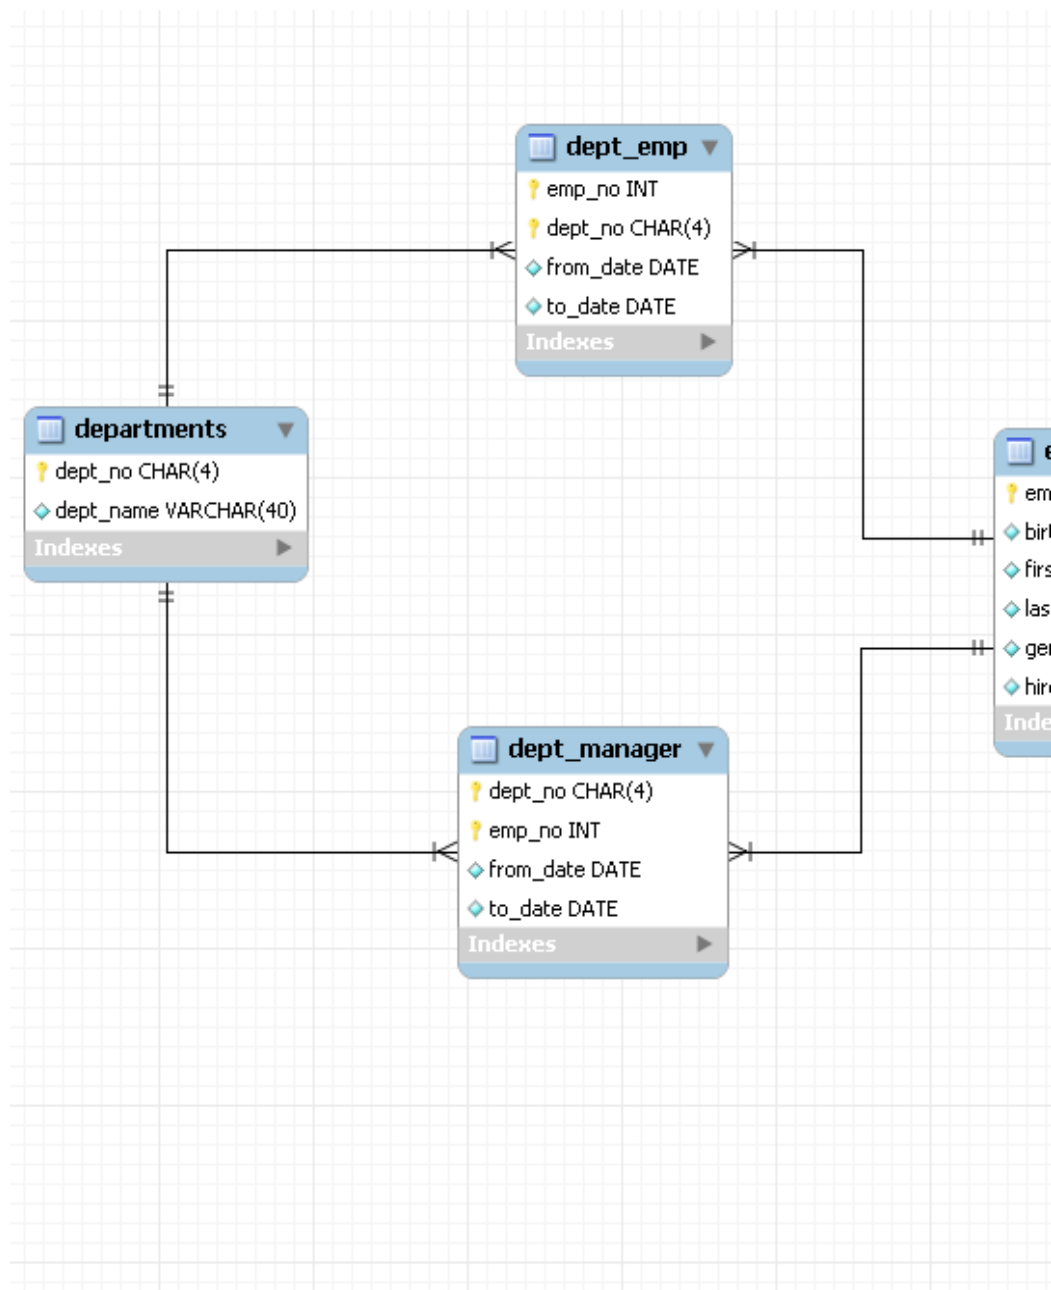 dept_emp
emp_no INT
dept_no CHAR(4)
from_date DATE
to_date DATE
Indexes
departments
dept_no CHAR(4)
dept_name VARCHAR(40)
Indexes
dept_manager
dept_no CHAR(4)
emp_no INT
from_date DATE
to_date DATE
Indexes